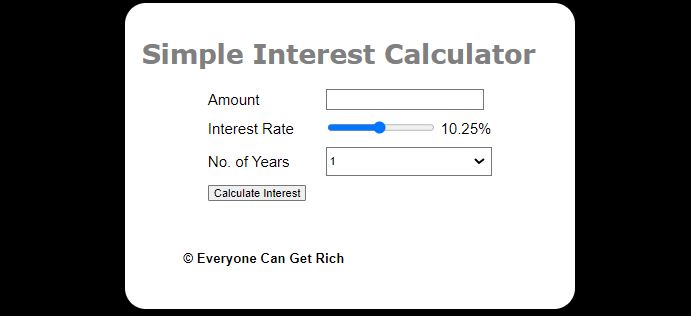 Simple Interest Calculator
Amount
Interest Rate 10.25%
No. of Years 1
Calculate Interest
© Everyone Can Get Rich